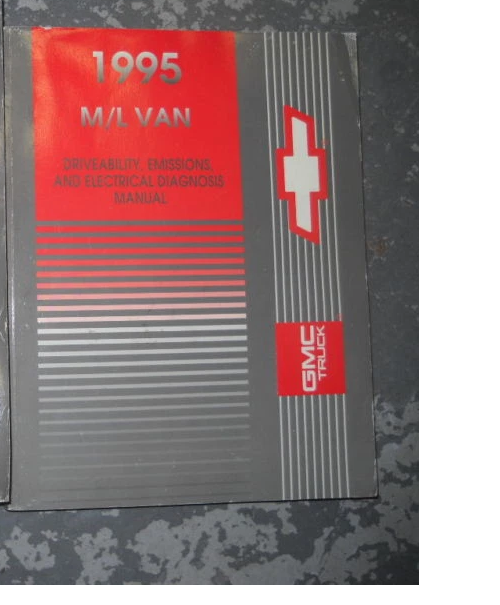 1995
M/L VAN
DRIVEABILITY, EMISSIONS,
AND ELECTRICAL DIAGNOSIS
MANUAL
GMC
TRUCK